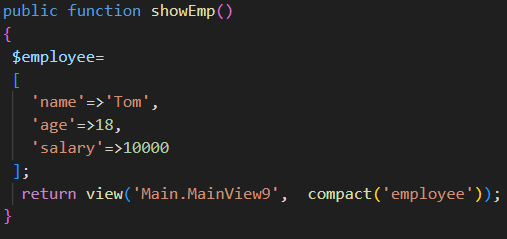 public function showEmp()
{
$employee=
[
'name'=>'Tom',
'age'=>18,
'salary'=>10000
];
return view('Main.MainView9',  compact('employee'));
}